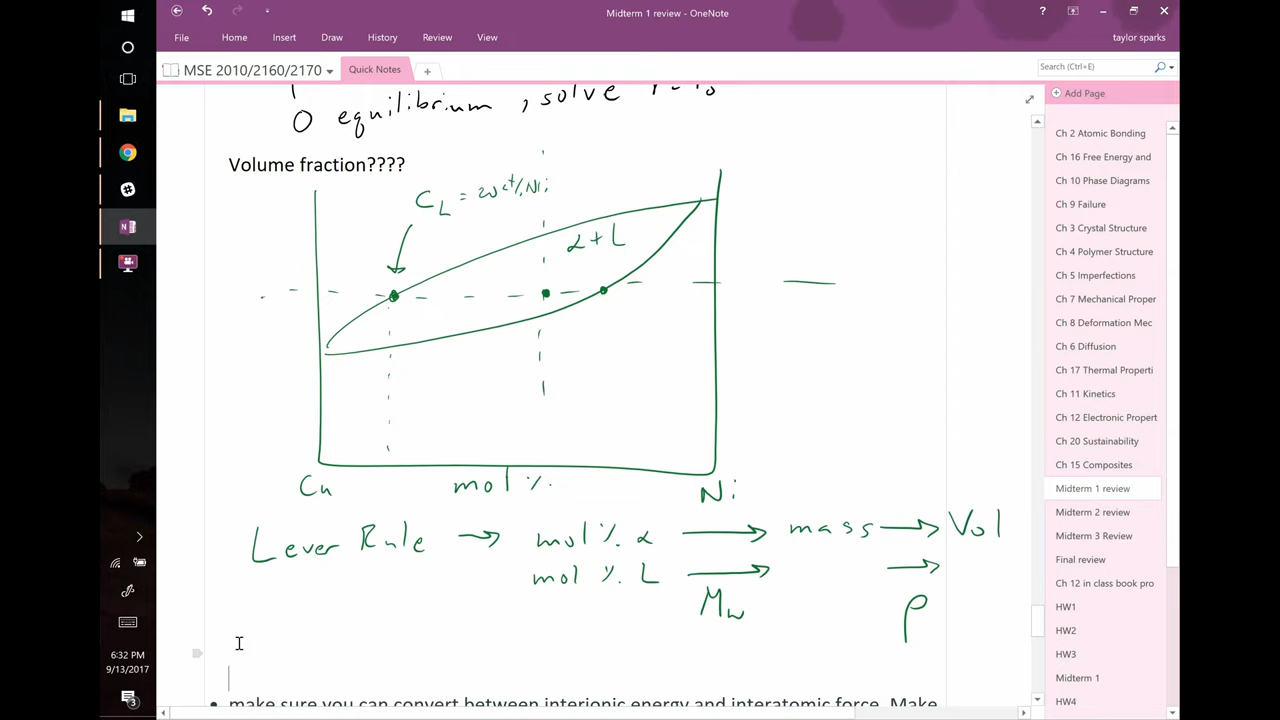 Midterm 1 review - OneNote
File Home Insert Draw History Review View
taylor sparks
MSE 2010/2160/2170
Quick Notes
Search (Ctrl+E)
equilibrium , solve
Volume fraction????
C_L =
α+L
Cu
mol %
Ni
Lever Rule → mol % α → mass → Vol
mol % L → →
M_w
ρ
make sure you can convert between interionic energy and interatomic force. Make
Add Page
Ch 2 Atomic Bonding
Ch 16 Free Energy and
Ch 10 Phase Diagrams
Ch 9 Failure
Ch 3 Crystal Structure
Ch 4 Polymer Structure
Ch 5 Imperfections
Ch 7 Mechanical Proper
Ch 8 Deformation Mec
Ch 6 Diffusion
Ch 17 Thermal Properti
Ch 11 Kinetics
Ch 12 Electronic Propert
Ch 20 Sustainability
Ch 15 Composites
Midterm 1 review
Midterm 2 review
Midterm 3 Review
Final review
Ch 12 in class book pro
HW1
HW2
HW3
Midterm 1
HW4
6:32 PM
9/13/2017
3